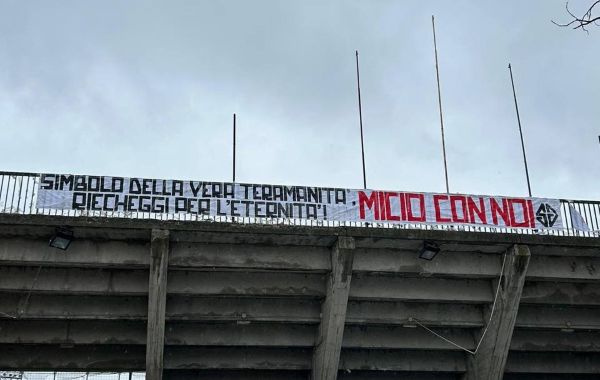 SIMBOLO DELLA VERA TERAMANITA',
RIECHEGGI PER L'ETERNITA'!
MICIO CON NOI